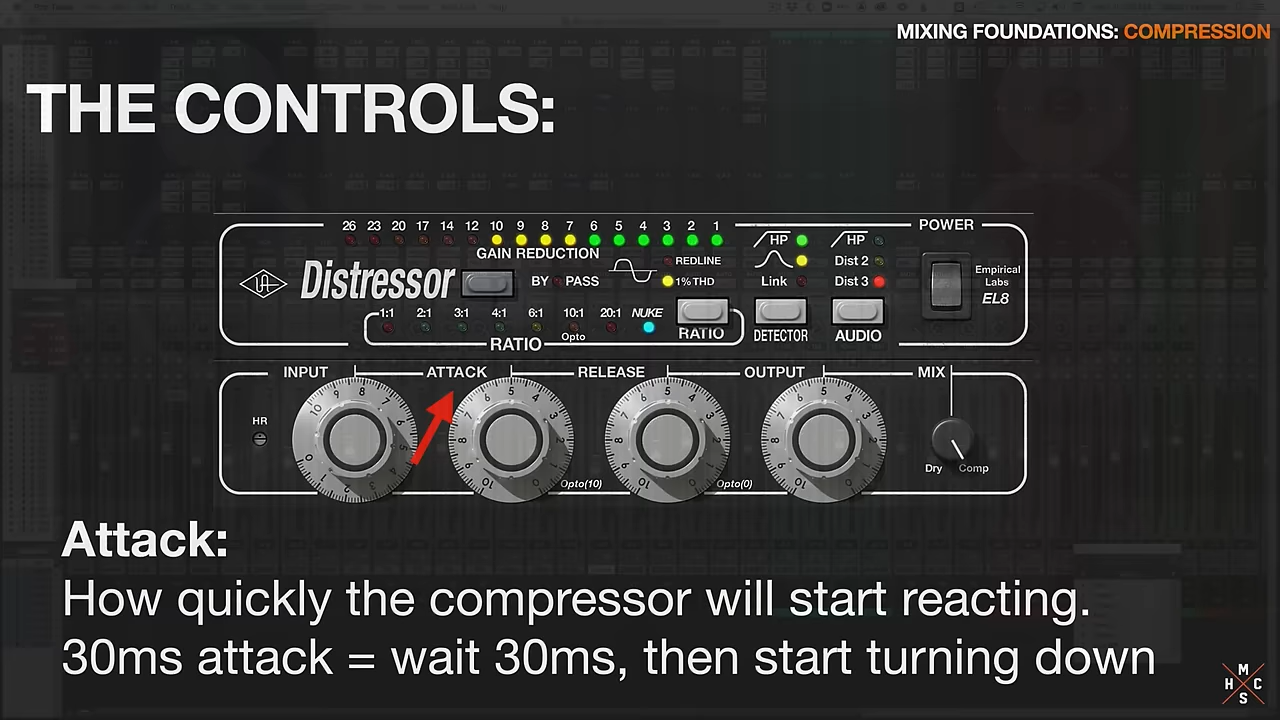 MIXING FOUNDATIONS: COMPRESSION
THE CONTROLS:
26 23 20 17 14 12 10 9 8 7 6 5 4 3 2 1
POWER
GAIN REDUCTION
HP HP
REDLINE
Dist 2
UA Distressor
BY PASS
1% THD
Link
Dist 3
Empirical
Labs
EL8
1:1 2:1 3:1 4:1 6:1 10:1 20:1 NUKE
Opto
RATIO
RATIO
DETECTOR
AUDIO
INPUT ATTACK RELEASE OUTPUT MIX
HR
Dry Comp
Opto(10) Opto(0)
Attack:
How quickly the compressor will start reacting.
30ms attack = wait 30ms, then start turning down
M
H C
S